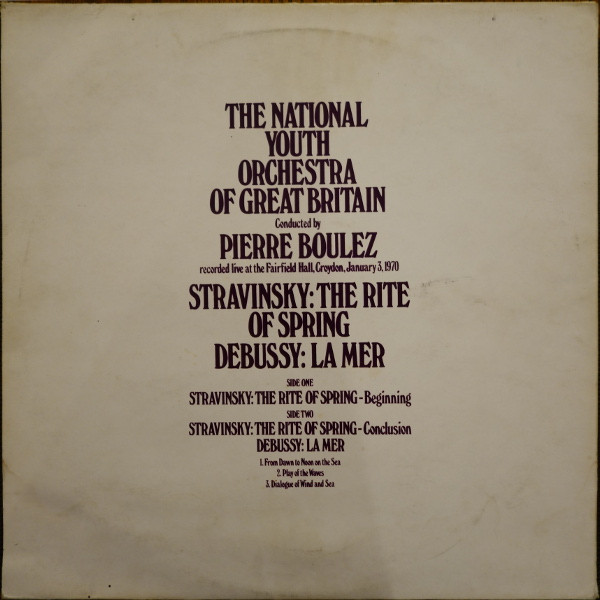 THE NATIONAL
YOUTH
ORCHESTRA
OF GREAT BRITAIN
Conducted by
PIERRE BOULEZ
recorded live at the Fairfield Hall, Croydon, January 3, 1970
STRAVINSKY: THE RITE
OF SPRING
DEBUSSY: LA MER
SIDE ONE
STRAVINSKY: THE RITE OF SPRING-Beginning
SIDE TWO
STRAVINSKY: THE RITE OF SPRING-Conclusion
DEBUSSY: LA MER
1. From Dawn to Noon on the Sea
2. Play of the Waves
3. Dialogue of Wind and Sea